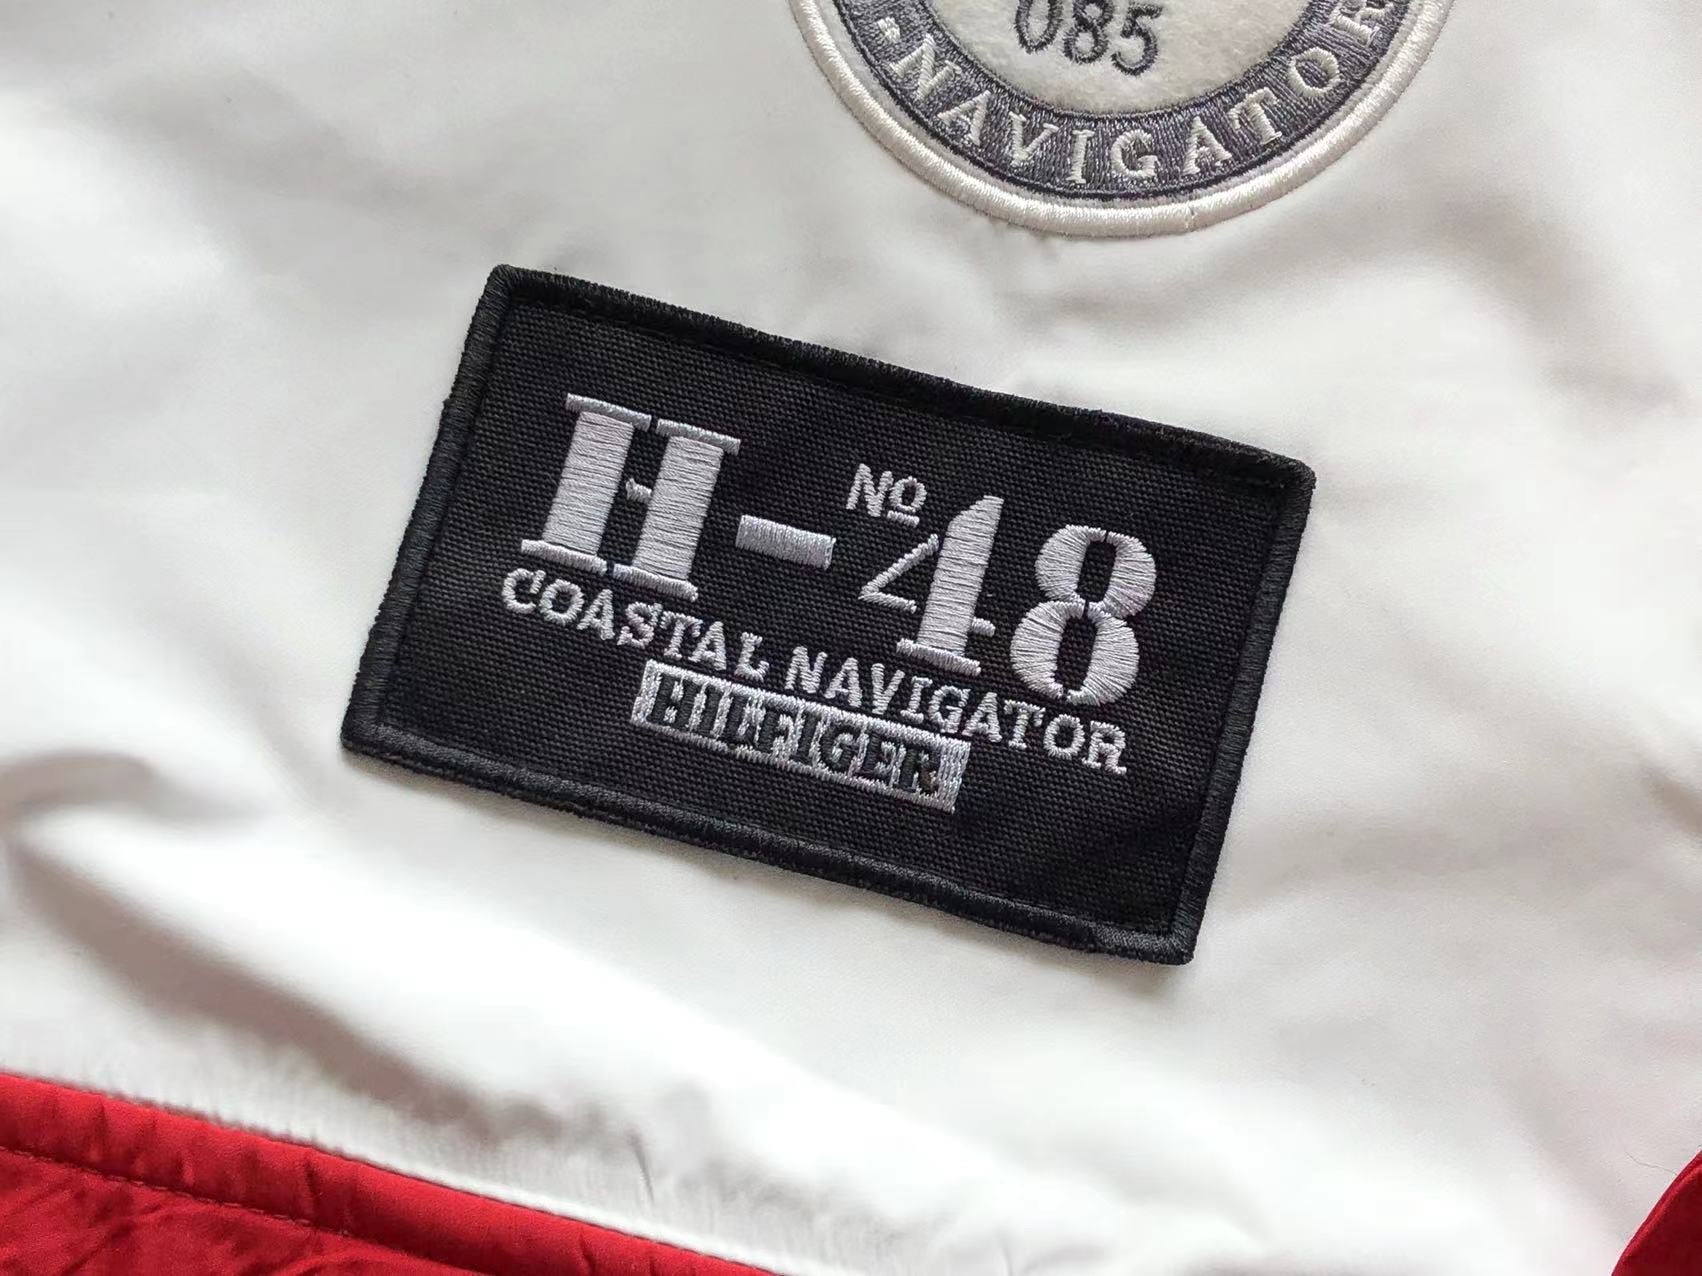 085
·NAVIGATOR
H-Nº48
COASTAL NAVIGATOR
HILFIGER